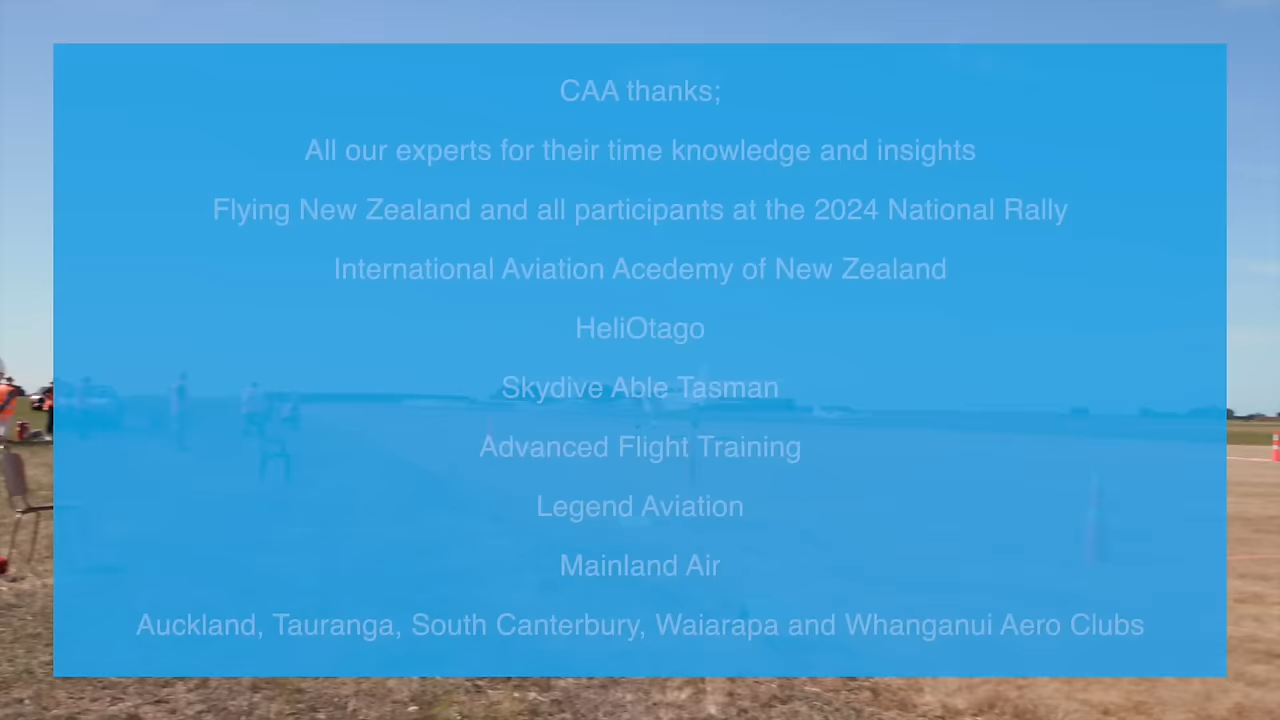 CAA thanks;
All our experts for their time knowledge and insights
Flying New Zealand and all participants at the 2024 National Rally
International Aviation Acedemy of New Zealand
HeliOtago
Skydive Able Tasman
Advanced Flight Training
Legend Aviation
Mainland Air
Auckland, Tauranga, South Canterbury, Waiarapa and Whanganui Aero Clubs